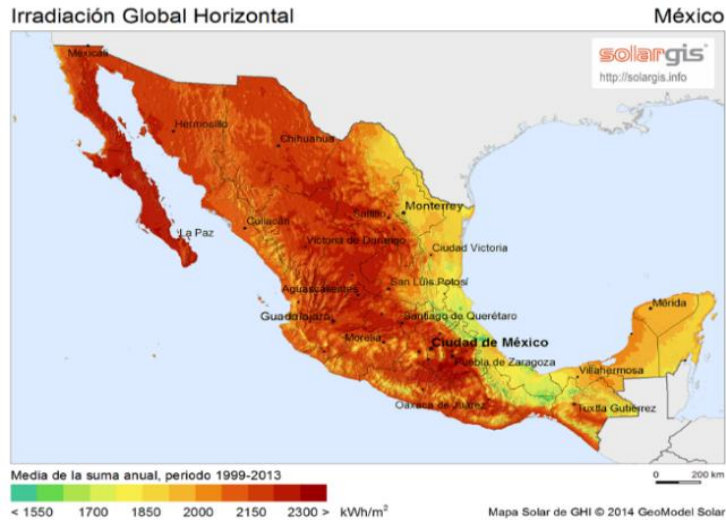 Irradiación Global Horizontal
México
solargis
http://solargis.info
Mexicali
Hermosillo
Chihuahua
Saltillo
Monterrey
La Paz
Culiacán
Victoria de Durango
Ciudad Victoria
San Luis Potosí
Aguascalientes
Guadalajara
Santiago de Querétaro
Mérida
Morelia
Ciudad de México
Puebla de Zaragoza
Villahermosa
Oaxaca de Juárez
Tuxtla Gutiérrez
Media de la suma anual, periodo 1999-2013
0 200 km
< 1550 1700 1850 2000 2150 2300 > kWh/m²
Mapa Solar de GHI © 2014 GeoModel Solar